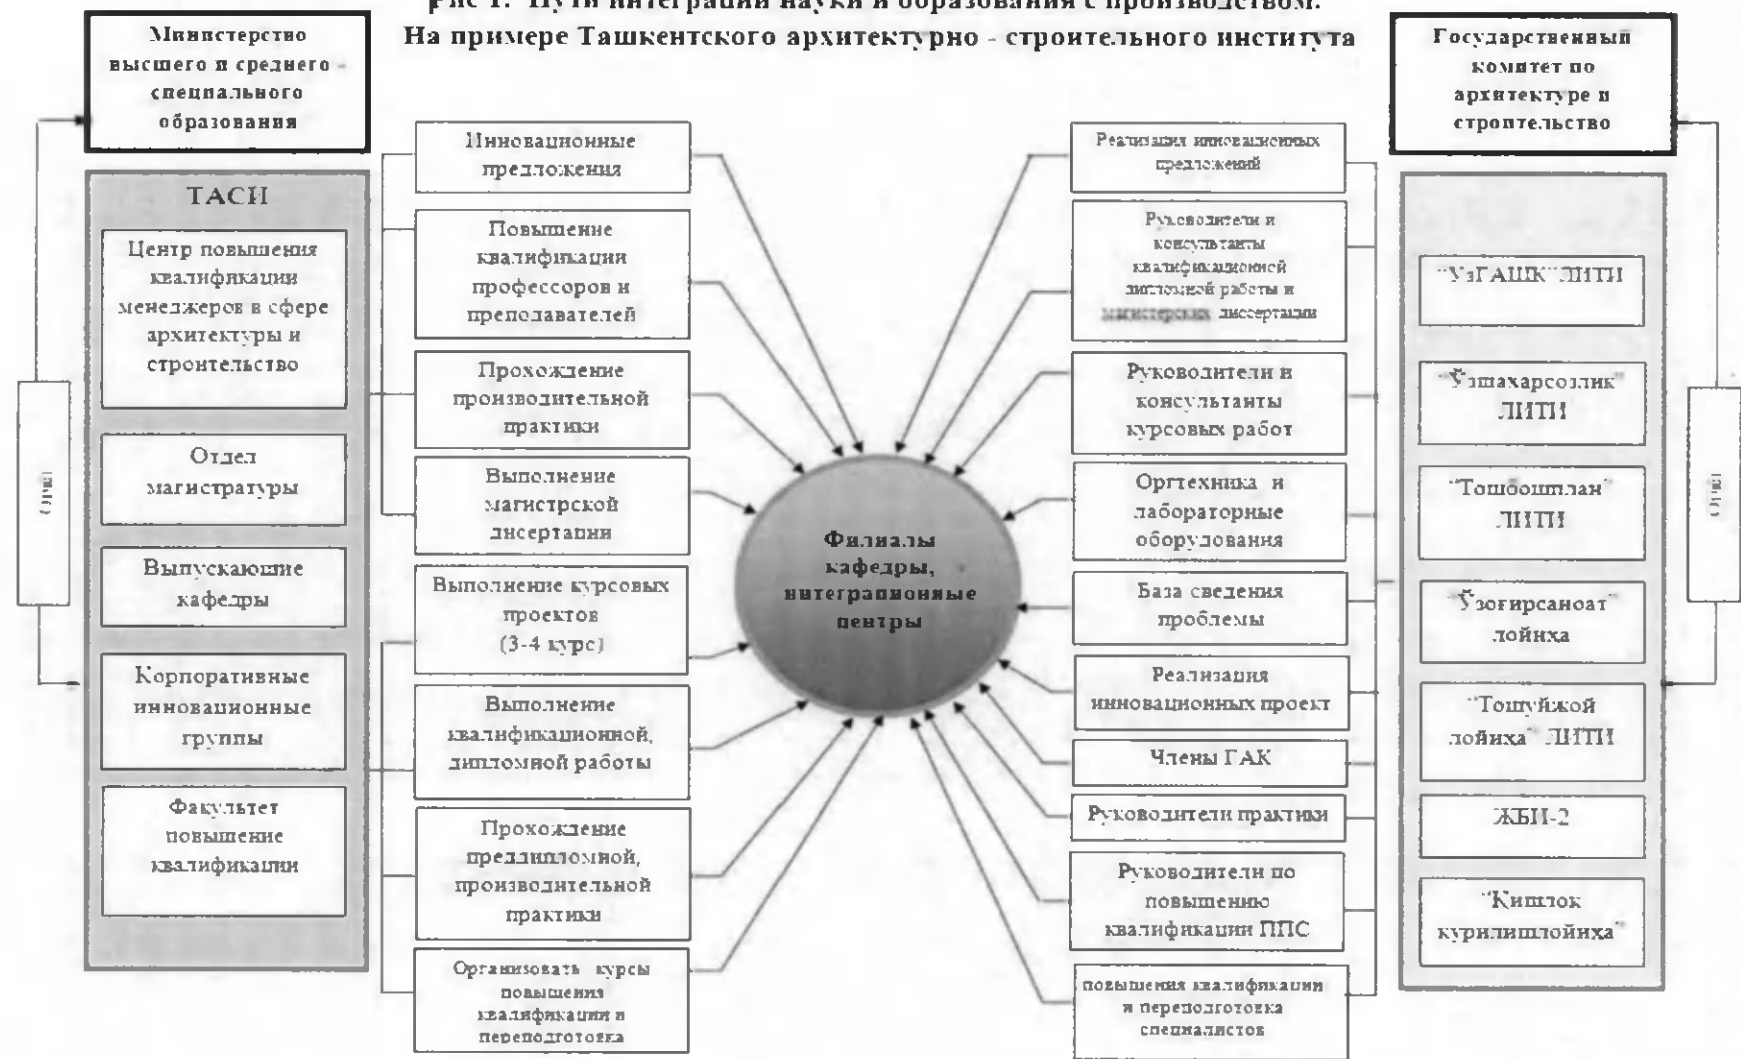 Рис 1. Пути интеграции науки и образования с производством.
На примере Ташкентского архитектурно - строительного института
Министерство
высшего и среднего -
специального
образования
ТАСИ
Центр повышения
квалификации
менеджеров в сфере
архитектуры и
строительство
Отдел
магистратуры
Выпускающие
кафедры
Корпоративные
инновационные
группы
Факультет
повышение
квалификации
Инновационные
предложения
Повышение
квалификации
профессоров и
преподавателей
Прохождение
производительной
практики
Выполнение
магистрской
дисертации
Выполнение курсовых
проектов
(3-4 курс)
Выполнение
квалификационной,
дипломной работы
Прохождение
преддипломной,
производительной
практики
Организовать курсы
повышения
квалификации и
переподготовка
Филиалы
кафедры,
интеграционные
центры
Реализация инновационных
предложений
Руководители и
консультанты
квалификационной
дипломной работы и
магистерских диссертации
Руководители и
консультанты
курсовых работ
Оргтехника и
лабораторные
оборудования
База сведения
проблемы
Реализация
инновационных проект
Члены ГАК
Руководители практики
Руководители по
повышению
квалификации ППС
повышения квалификации
и переподготовка
специалистов
Государственный
комитет по
архитектуре и
строительство
"УзГАШК" ЛИТИ
"Ўзшахарсозлик"
ЛИТИ
"Тошбошплан"
ЛИТИ
"Ўзоғирсаноат"
лойиха
"Тошуйжой
лойиха" ЛИТИ
ЖБИ-2
"Кишлок
курилишлойиха"